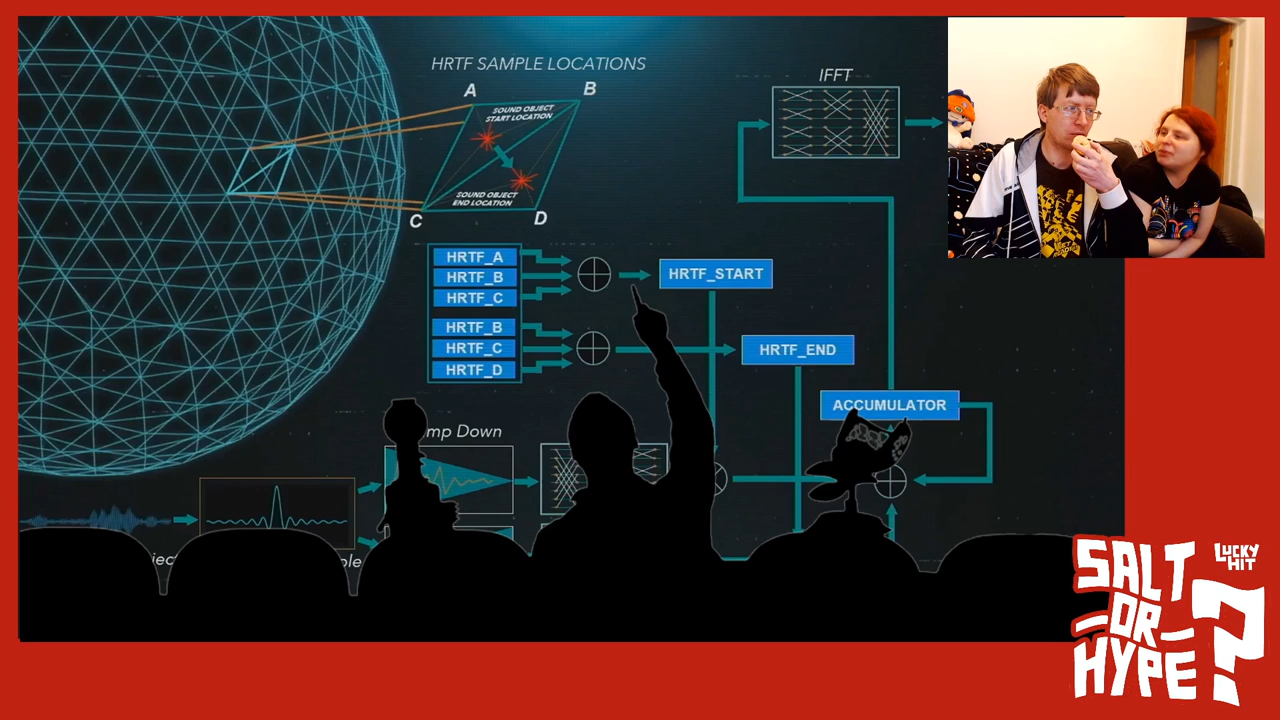 HRTF SAMPLE LOCATIONS
A
B
SOUND OBJECT
START LOCATION
SOUND OBJECT
END LOCATION
C
D
IFFT
HRTF_A
HRTF_B
HRTF_C
HRTF_START
HRTF_B
HRTF_C
HRTF_D
HRTF_END
ACCUMULATOR
mp Down
SALT
OR
HYPE?
LUCKY
HIT